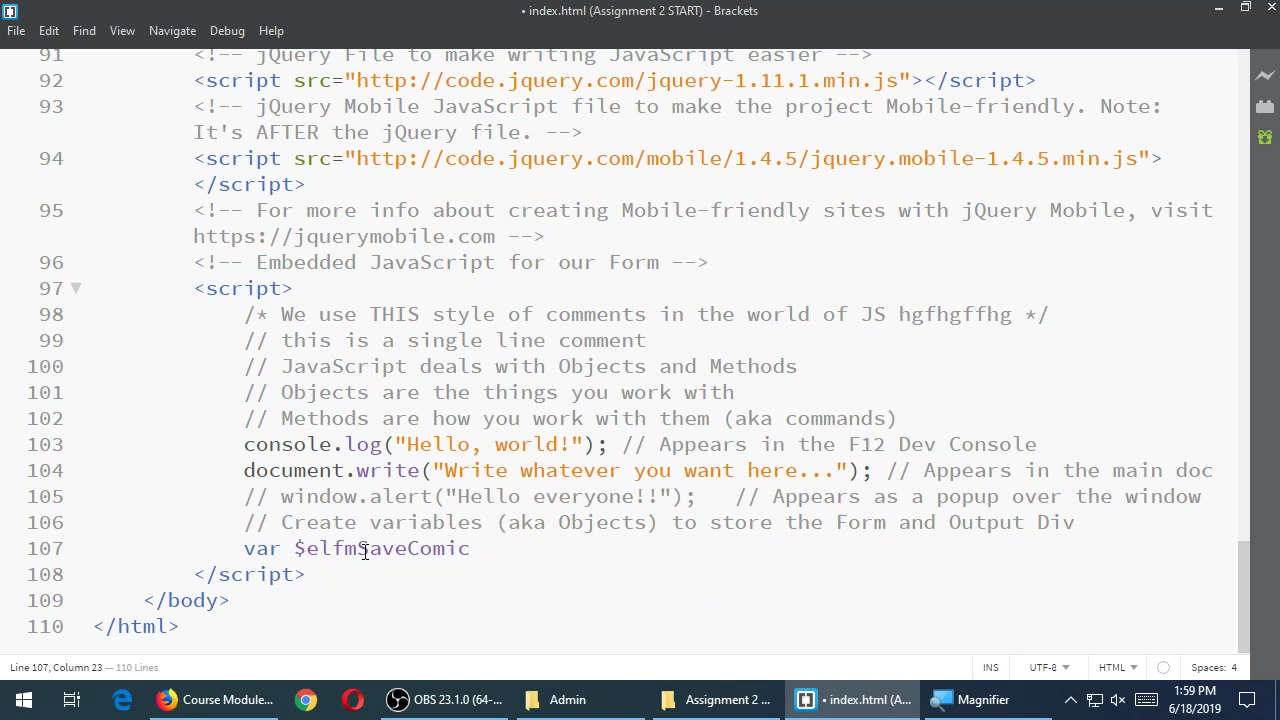 • index.html (Assignment 2 START) - Brackets
File Edit Find View Navigate Debug Help
91 <!-- jQuery File to make writing JavaScript easier -->
92 <script src="http://code.jquery.com/jquery-1.11.1.min.js"></script>
93 <!-- jQuery Mobile JavaScript file to make the project Mobile-friendly. Note:
It's AFTER the jQuery file. -->
94 <script src="http://code.jquery.com/mobile/1.4.5/jquery.mobile-1.4.5.min.js">
</script>
95 <!-- For more info about creating Mobile-friendly sites with jQuery Mobile, visit
https://jquerymobile.com -->
96 <!-- Embedded JavaScript for our Form -->
97 <script>
98 /* We use THIS style of comments in the world of JS hgfhgffhg */
99 // this is a single line comment
100 // JavaScript deals with Objects and Methods
101 // Objects are the things you work with
102 // Methods are how you work with them (aka commands)
103 console.log("Hello, world!"); // Appears in the F12 Dev Console
104 document.write("Write whatever you want here..."); // Appears in the main doc
105 // window.alert("Hello everyone!!"); // Appears as a popup over the window
106 // Create variables (aka Objects) to store the Form and Output Div
107 var $elfmSaveComic
108 </script>
109 </body>
110 </html>
Line 107, Column 23 — 110 Lines
INS UTF-8 HTML Spaces: 4
Course Module... OBS 23.1.0 (64-... Admin Assignment 2 ... • index.html (A... Magnifier
1:59 PM
6/18/2019